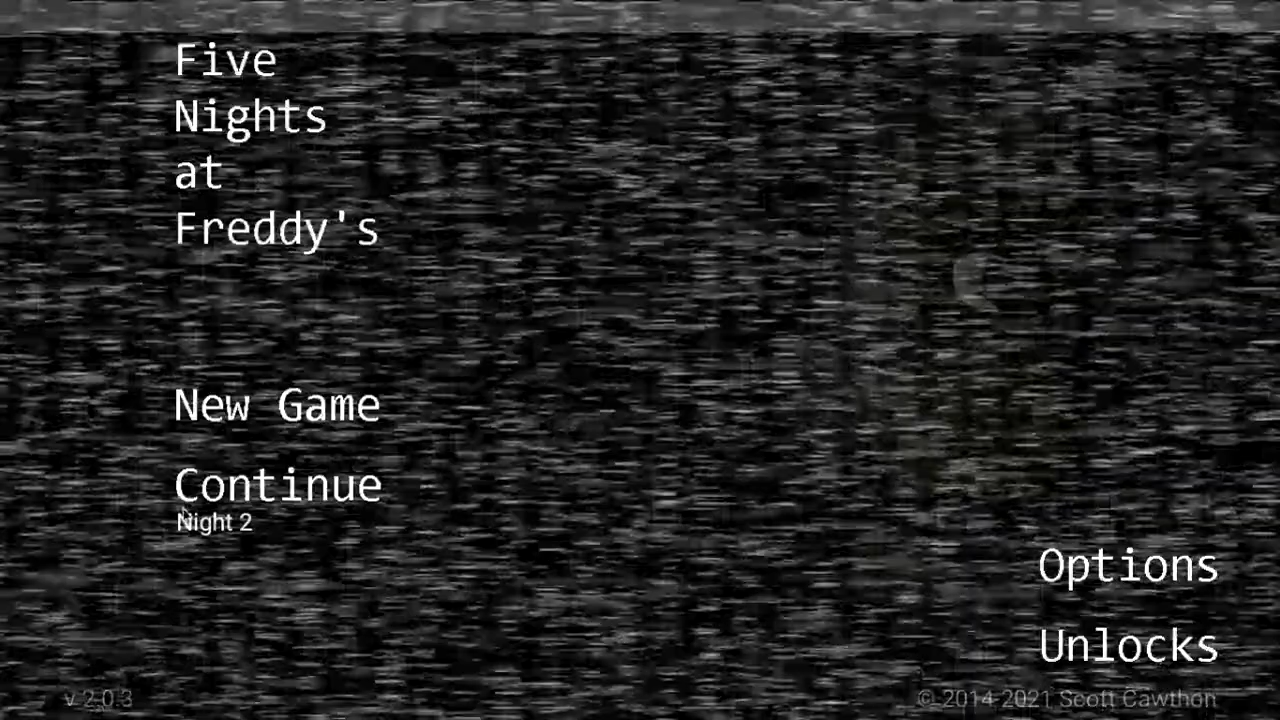 Five
Nights
at
Freddy's
New Game
Continue
Night 2
Options
Unlocks
v 2.0.3
© 2014-2021 Scott Cawthon